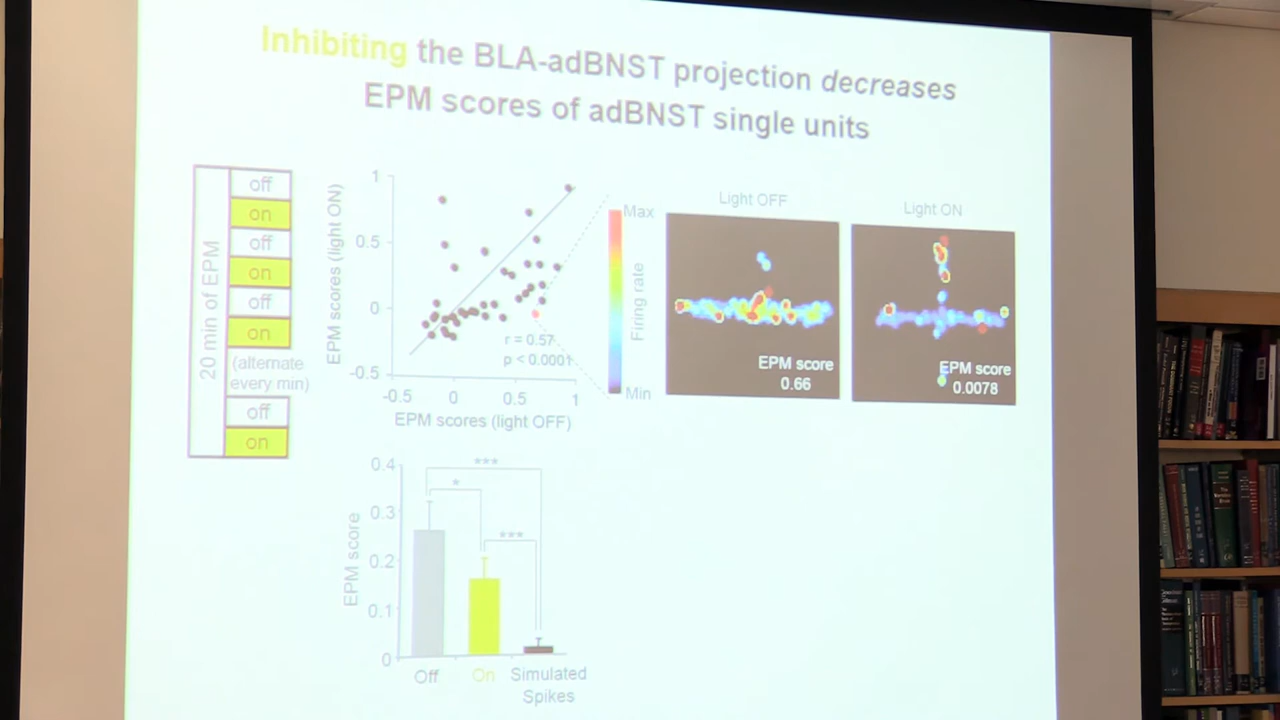 Inhibiting the BLA-adBNST projection decreases
EPM scores of adBNST single units
20 min of EPM
off
on
off
on
off
on
(alternate
every min)
off
on
EPM scores (light ON)
1
0.5
0
-0.5
r = 0.57
p < 0.0001
-0.5
0
0.5
1
EPM scores (light OFF)
Max
Firing rate
Min
Light OFF
EPM score
0.66
Light ON
EPM score
0.0078
EPM score
0.4
0.3
0.2
0.1
0
***
*
***
Off
On
Simulated
Spikes